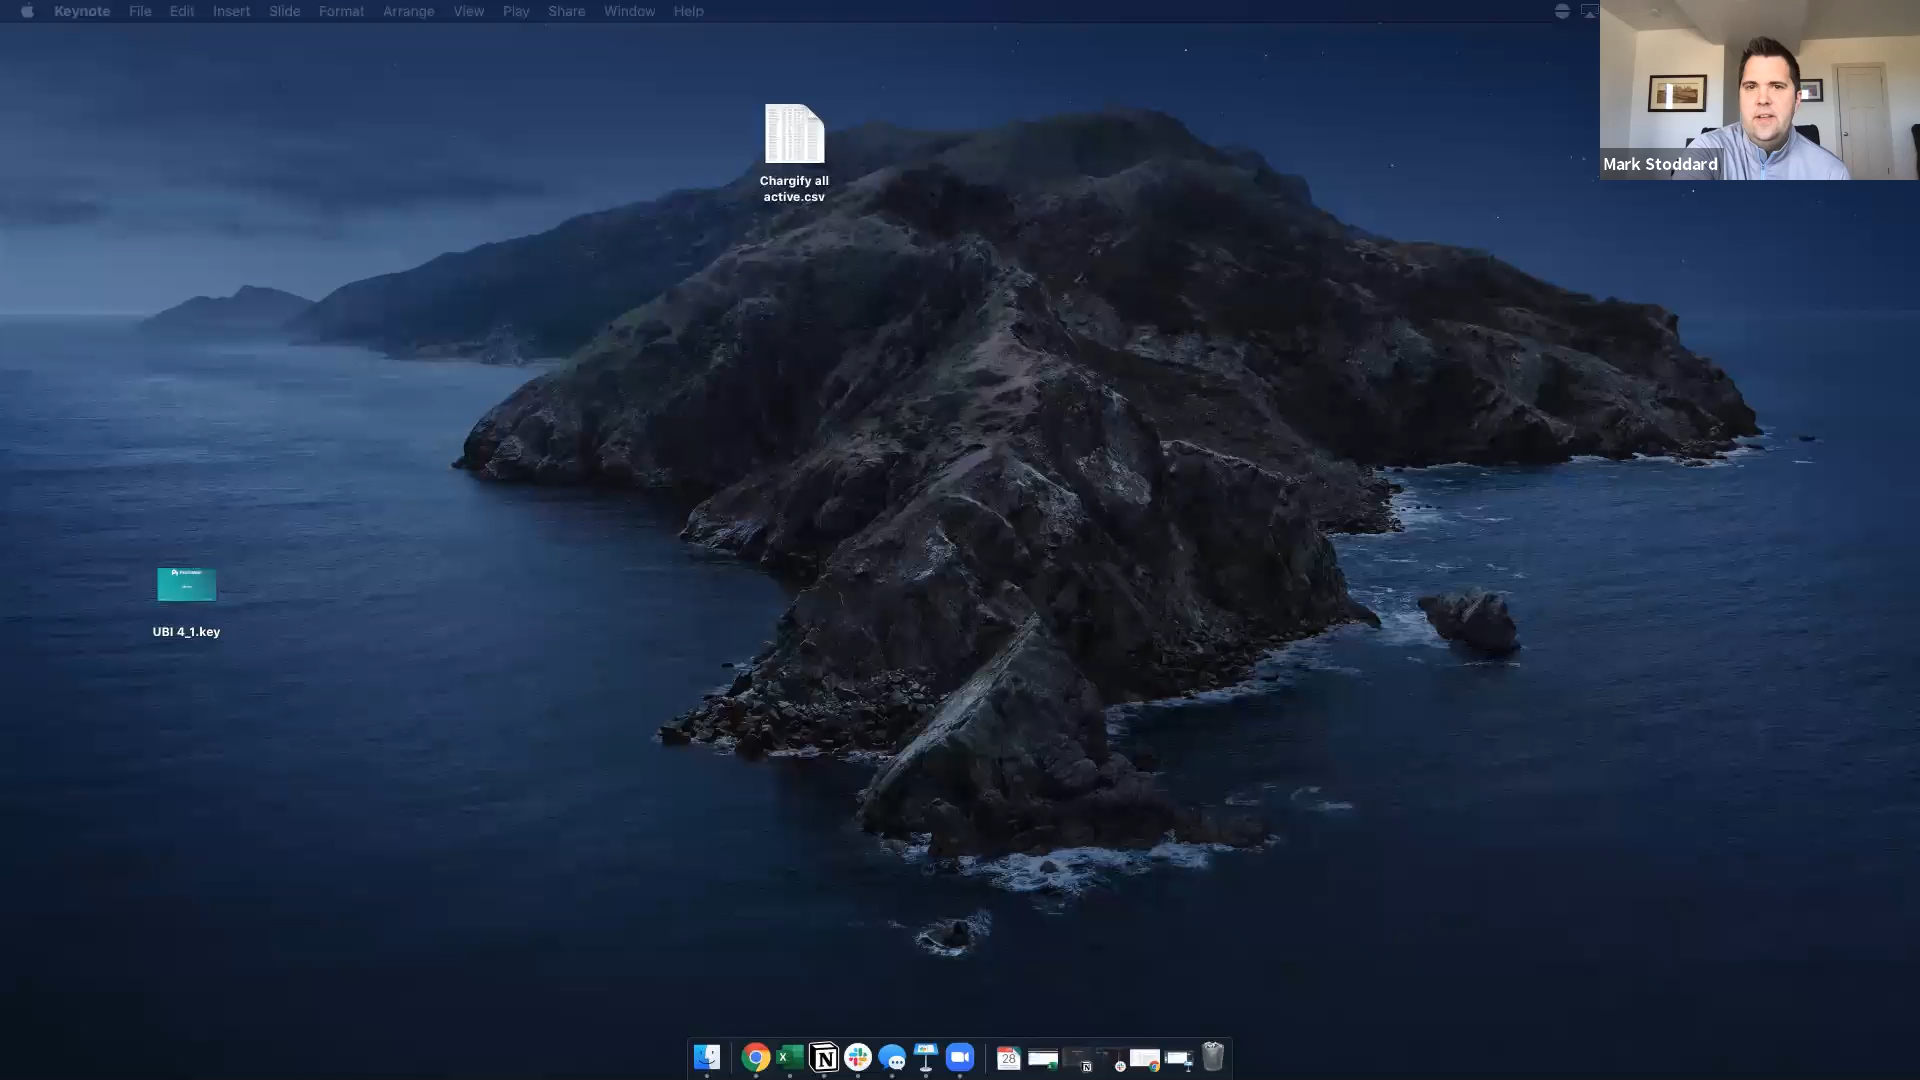 Keynote File Edit Insert Slide Format Arrange View Play Share Window Help
Mark Stoddard
Chargify all
active.csv
UBI 4_1.key
28